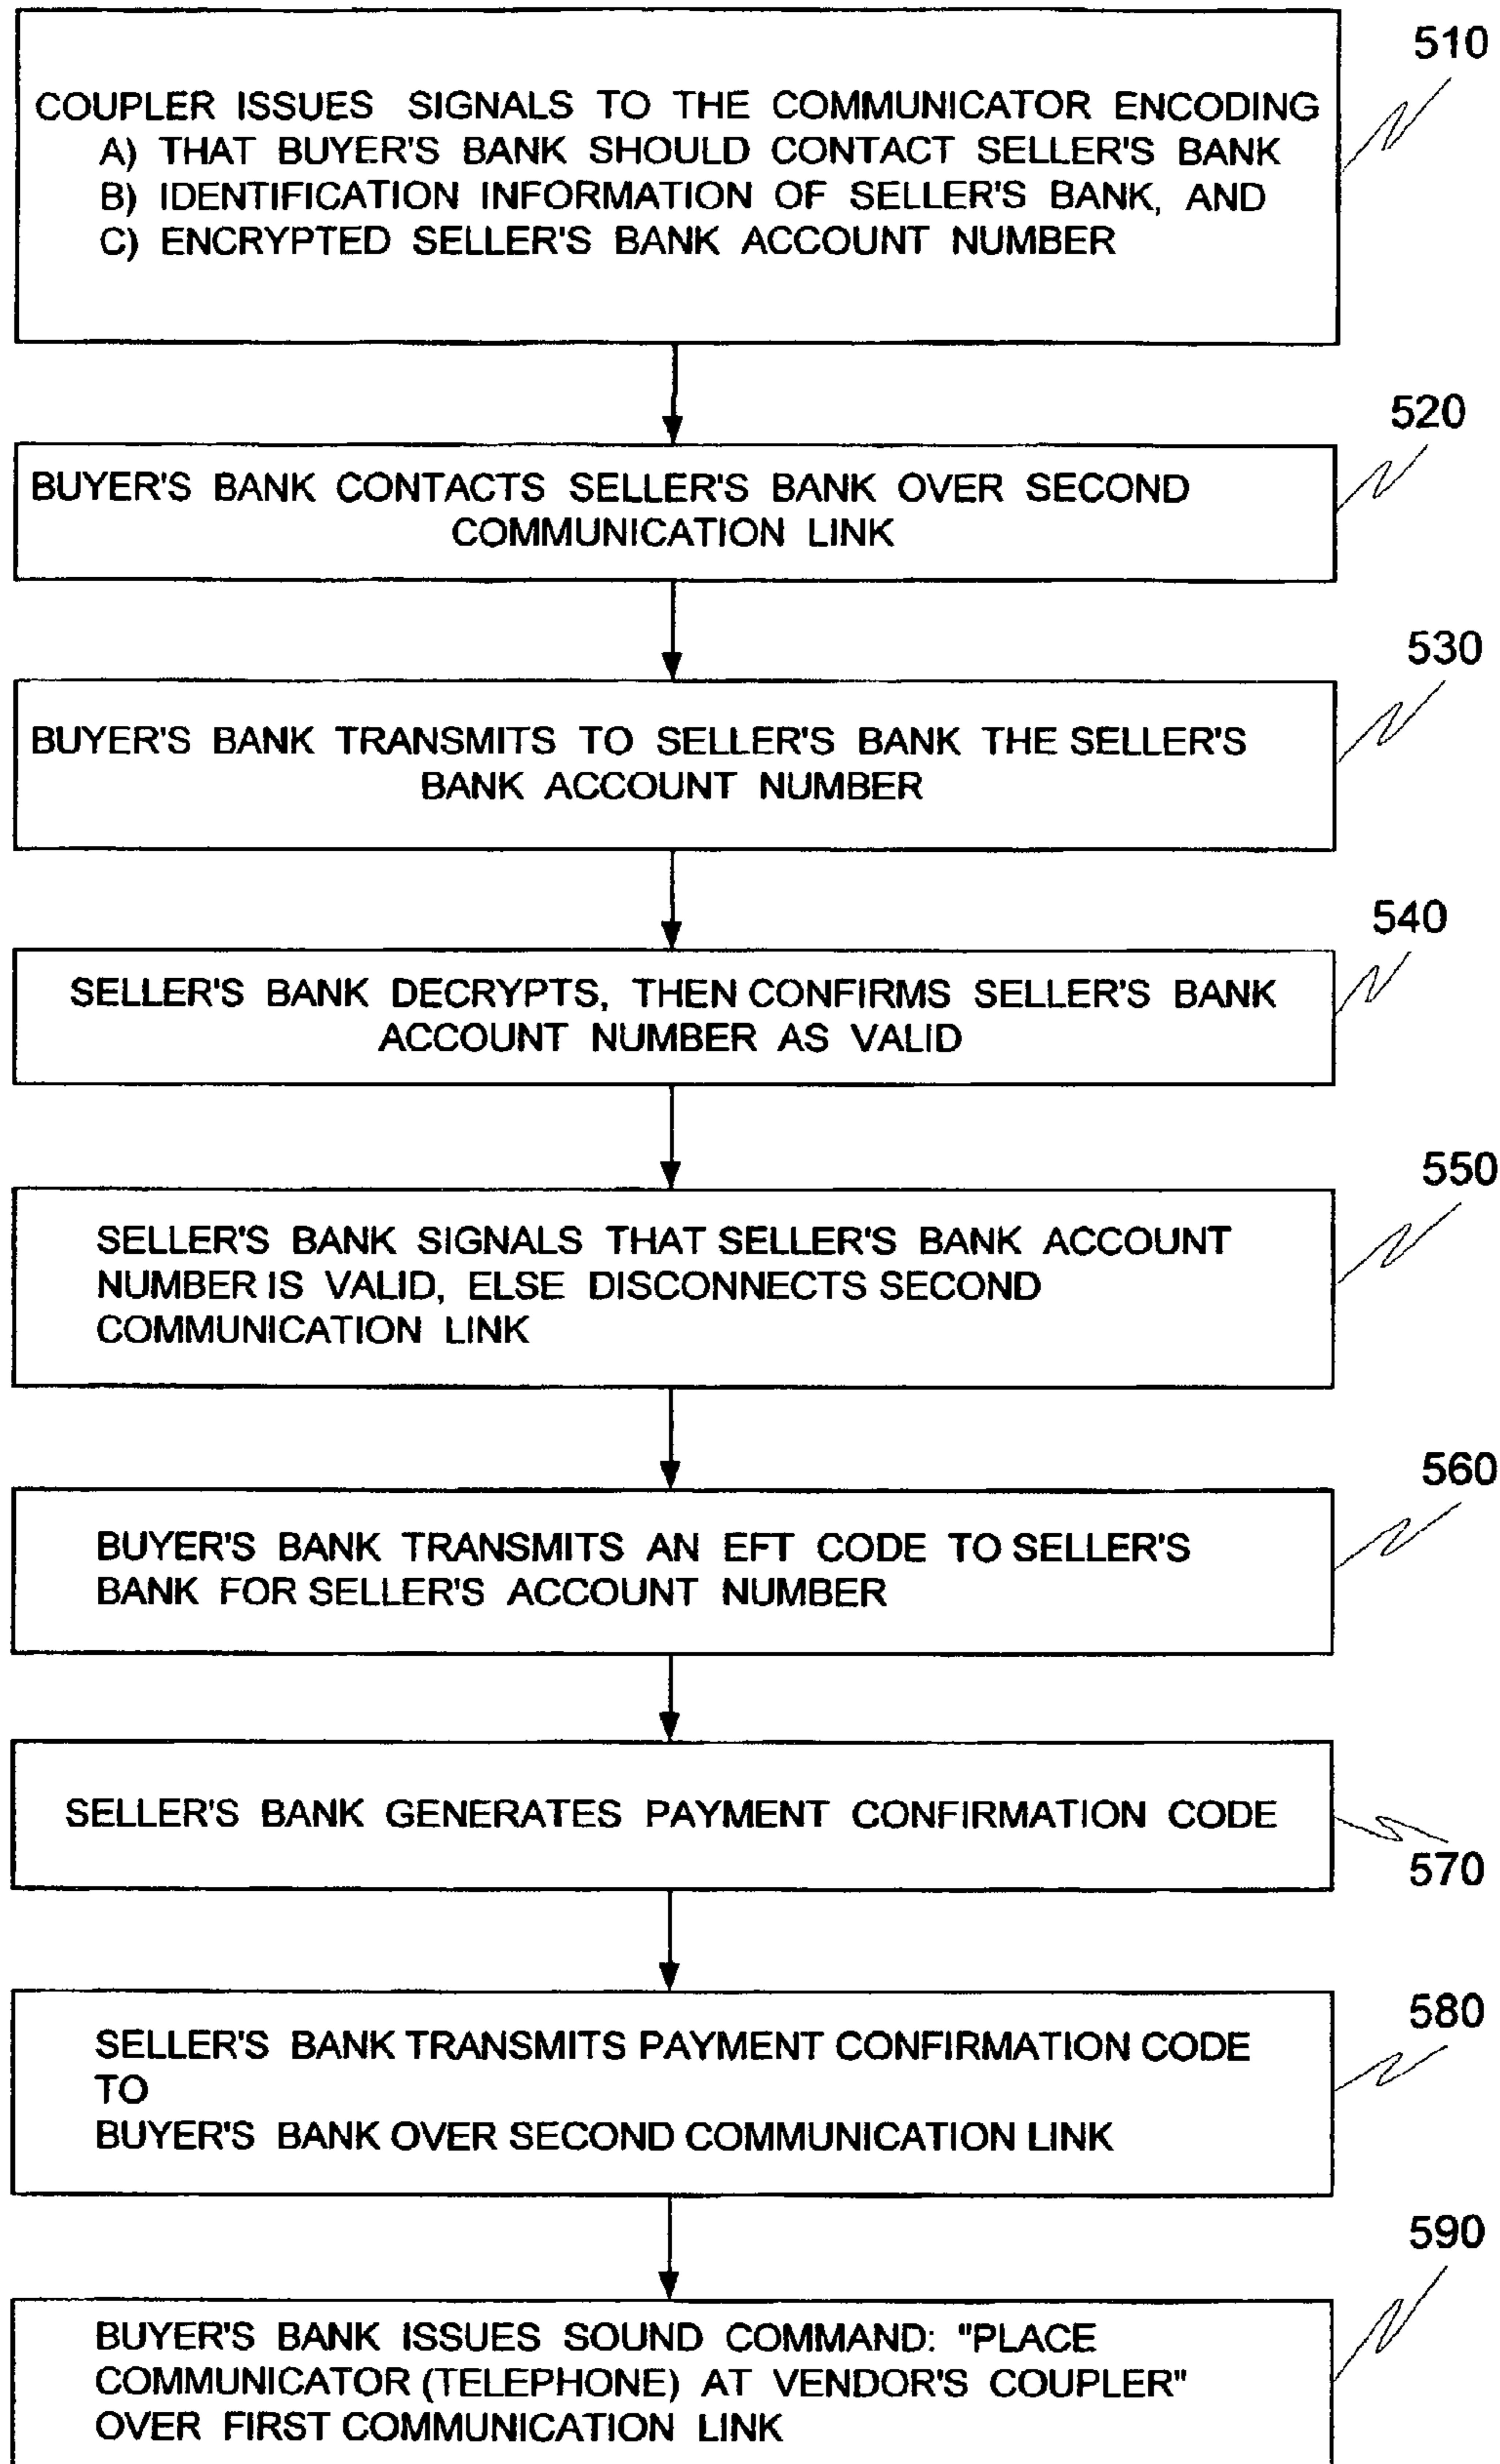 510
COUPLER ISSUES SIGNALS TO THE COMMUNICATOR ENCODING
A) THAT BUYER'S BANK SHOULD CONTACT SELLER'S BANK
B) IDENTIFICATION INFORMATION OF SELLER'S BANK, AND
C) ENCRYPTED SELLER'S BANK ACCOUNT NUMBER
520
BUYER'S BANK CONTACTS SELLER'S BANK OVER SECOND
COMMUNICATION LINK
530
BUYER'S BANK TRANSMITS TO SELLER'S BANK THE SELLER'S
BANK ACCOUNT NUMBER
540
SELLER'S BANK DECRYPTS, THEN CONFIRMS SELLER'S BANK
ACCOUNT NUMBER AS VALID
550
SELLER'S BANK SIGNALS THAT SELLER'S BANK ACCOUNT
NUMBER IS VALID, ELSE DISCONNECTS SECOND
COMMUNICATION LINK
560
BUYER'S BANK TRANSMITS AN EFT CODE TO SELLER'S
BANK FOR SELLER'S ACCOUNT NUMBER
SELLER'S BANK GENERATES PAYMENT CONFIRMATION CODE
570
580
SELLER'S BANK TRANSMITS PAYMENT CONFIRMATION CODE
TO
BUYER'S BANK OVER SECOND COMMUNICATION LINK
590
BUYER'S BANK ISSUES SOUND COMMAND: "PLACE
COMMUNICATOR (TELEPHONE) AT VENDOR'S COUPLER"
OVER FIRST COMMUNICATION LINK